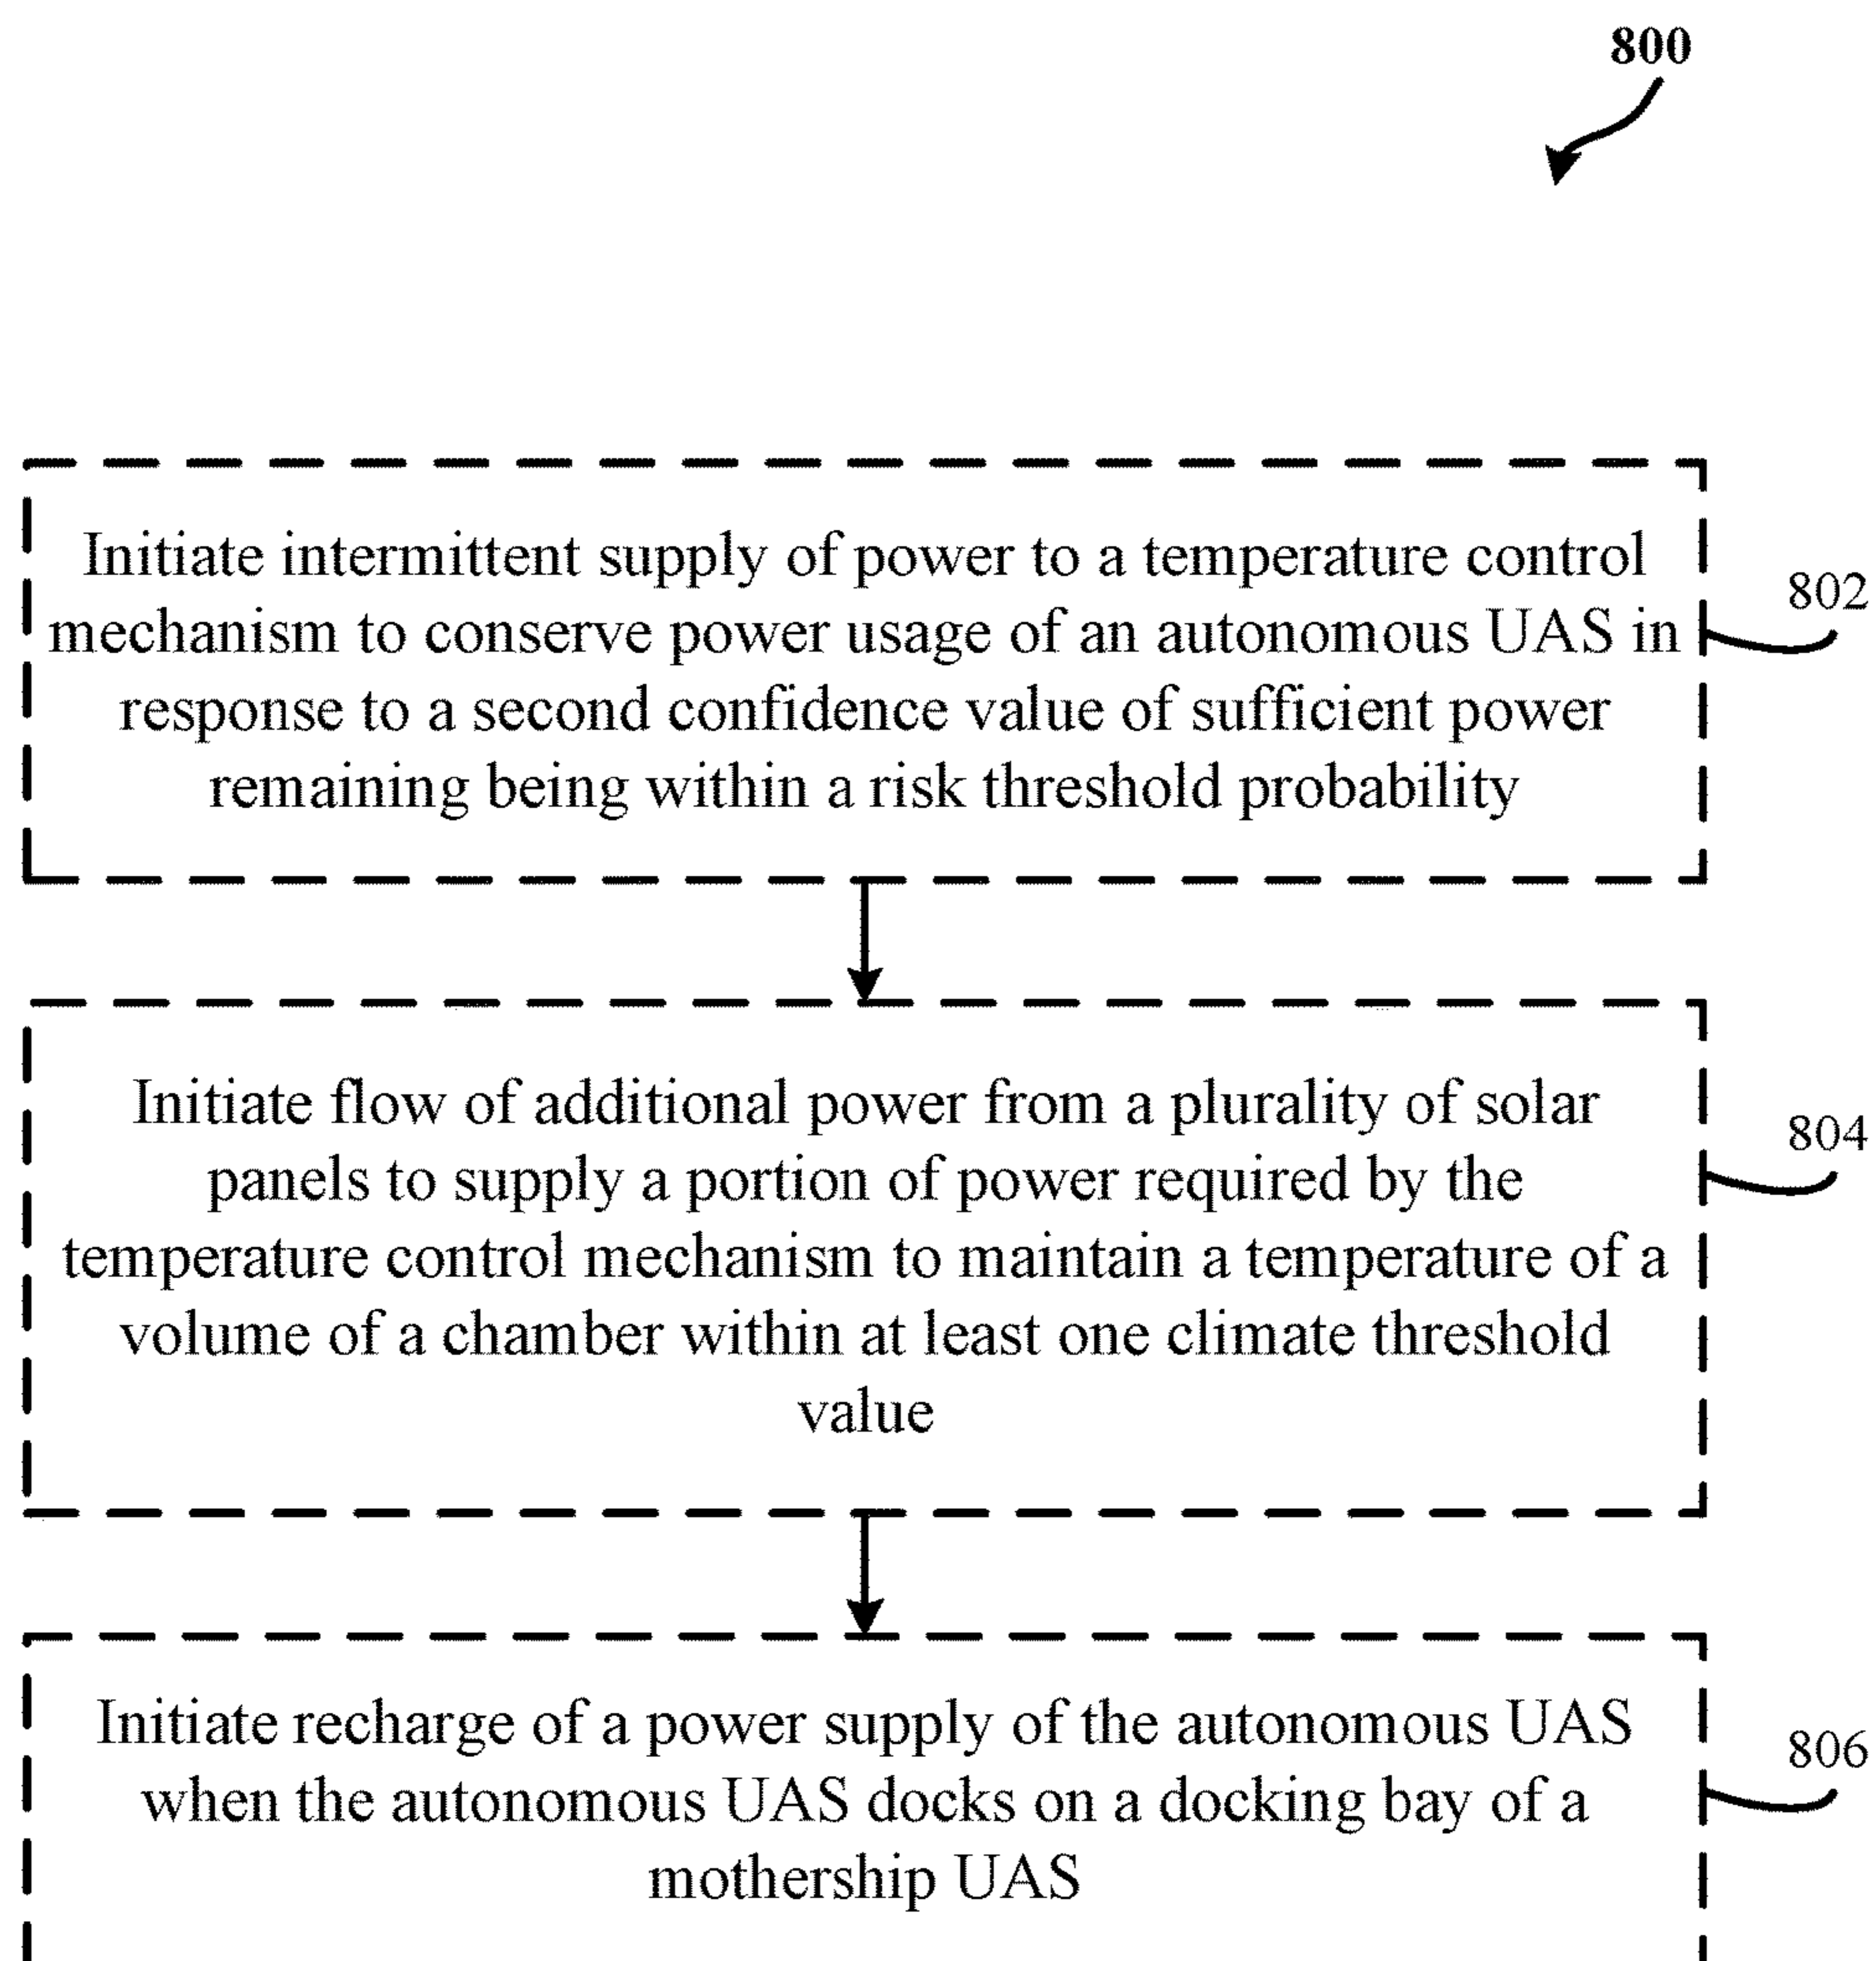 800
Initiate intermittent supply of power to a temperature control
mechanism to conserve power usage of an autonomous UAS in
response to a second confidence value of sufficient power
remaining being within a risk threshold probability
802
Initiate flow of additional power from a plurality of solar
panels to supply a portion of power required by the
temperature control mechanism to maintain a temperature of a
volume of a chamber within at least one climate threshold
value
804
Initiate recharge of a power supply of the autonomous UAS
when the autonomous UAS docks on a docking bay of a
mothership UAS
806